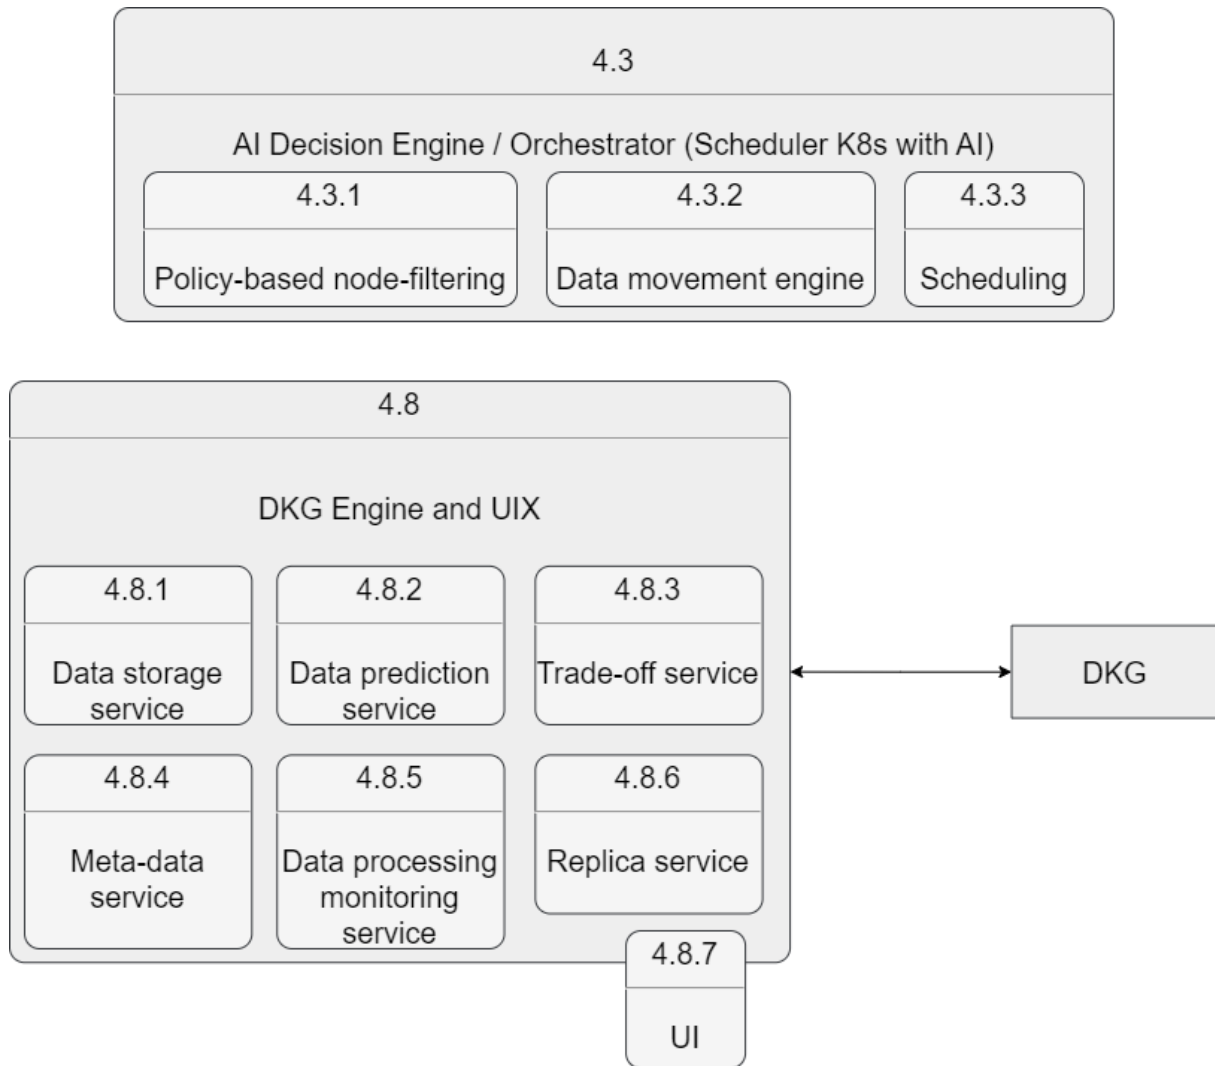 4.3
AI Decision Engine / Orchestrator (Scheduler K8s with AI)
4.3.1
Policy-based node-filtering
4.3.2
Data movement engine
4.3.3
Scheduling
4.8
DKG Engine and UIX
4.8.1
Data storage
service
4.8.2
Data prediction
service
4.8.3
Trade-off service
4.8.4
Meta-data
service
4.8.5
Data processing
monitoring
service
4.8.6
Replica service
4.8.7
UI
DKG